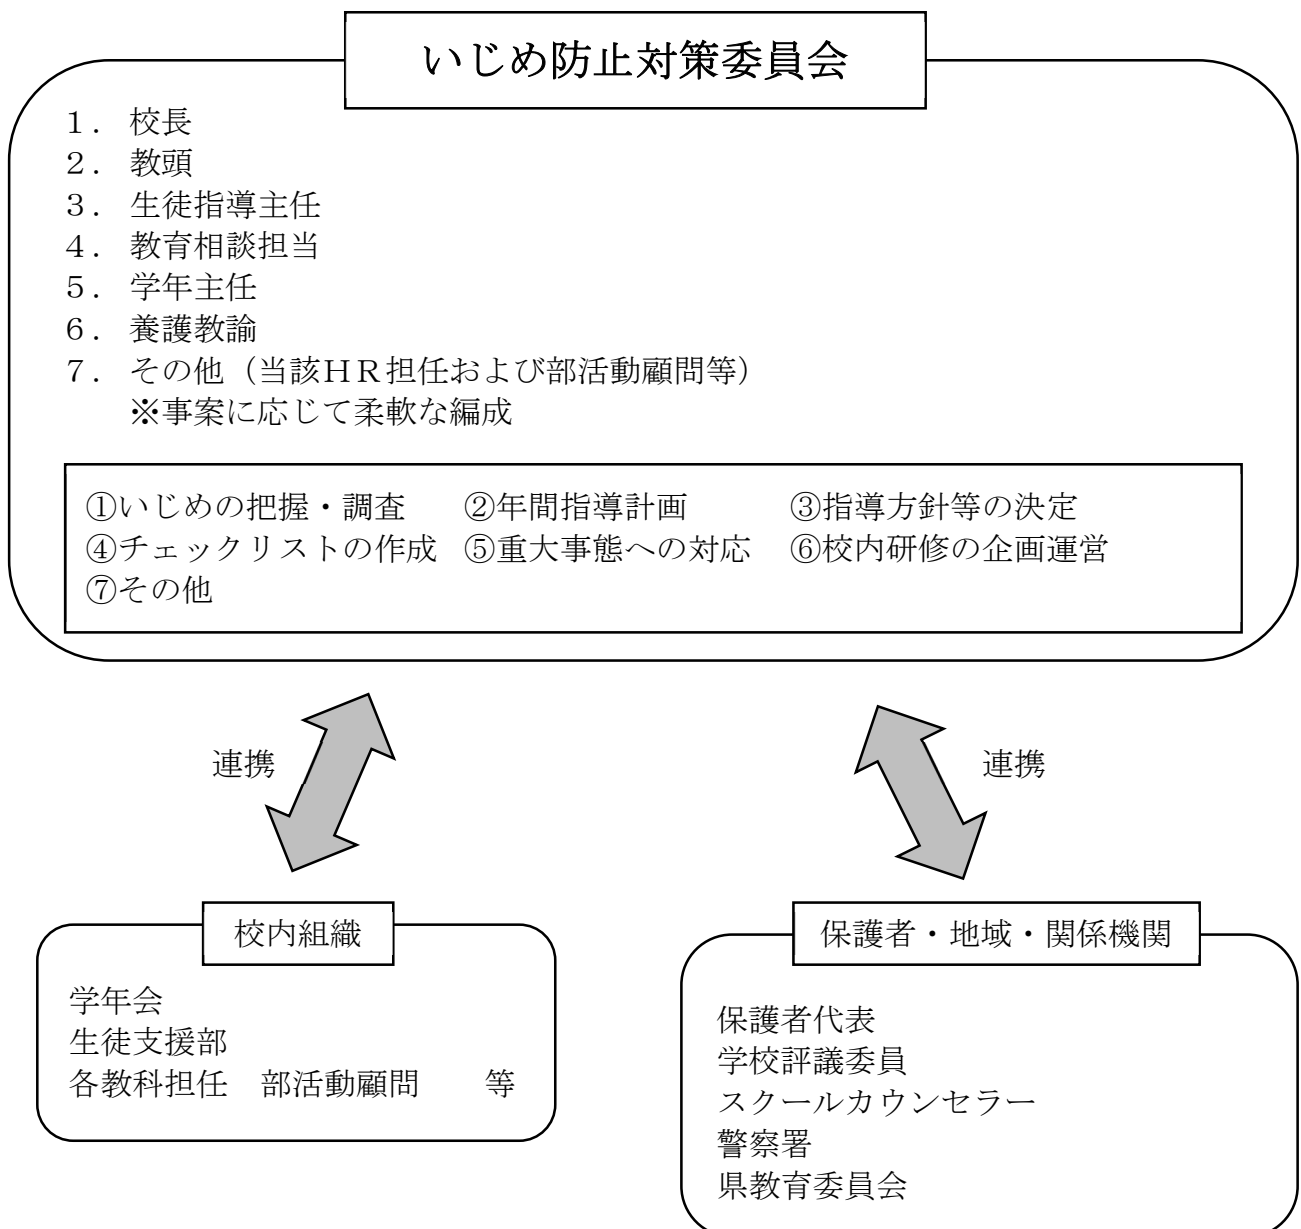 いじめ防止対策委員会
１．校長
２．教頭
３．生徒指導主任
４．教育相談担当
５．学年主任
６．養護教諭
７．その他（当該ＨＲ担任および部活動顧問等）
※事案に応じて柔軟な編成
①いじめの把握・調査　②年間指導計画　③指導方針等の決定
④チェックリストの作成　⑤重大事態への対応　⑥校内研修の企画運営
⑦その他
連携
連携
校内組織
学年会
生徒支援部
各教科担任　部活動顧問　　等
保護者・地域・関係機関
保護者代表
学校評議委員
スクールカウンセラー
警察署
県教育委員会